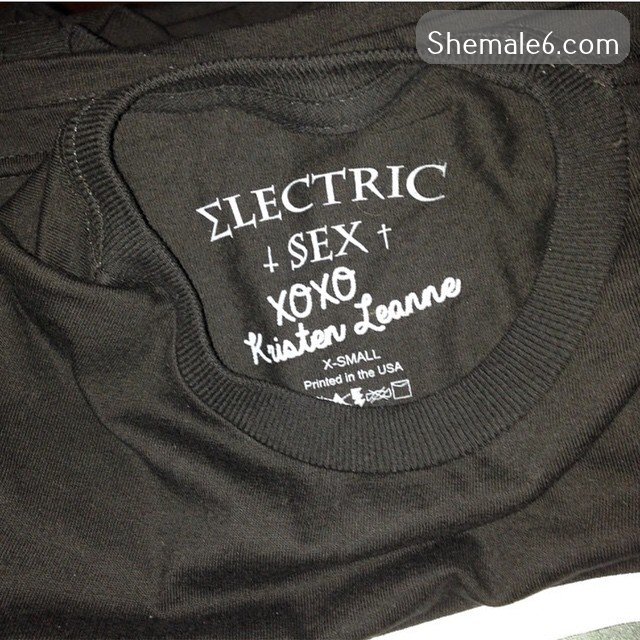 Shemale6.com
ΣLECTRIC
† SEX †
XOXO
Kristen Leanne
X-SMALL
Printed in the USA